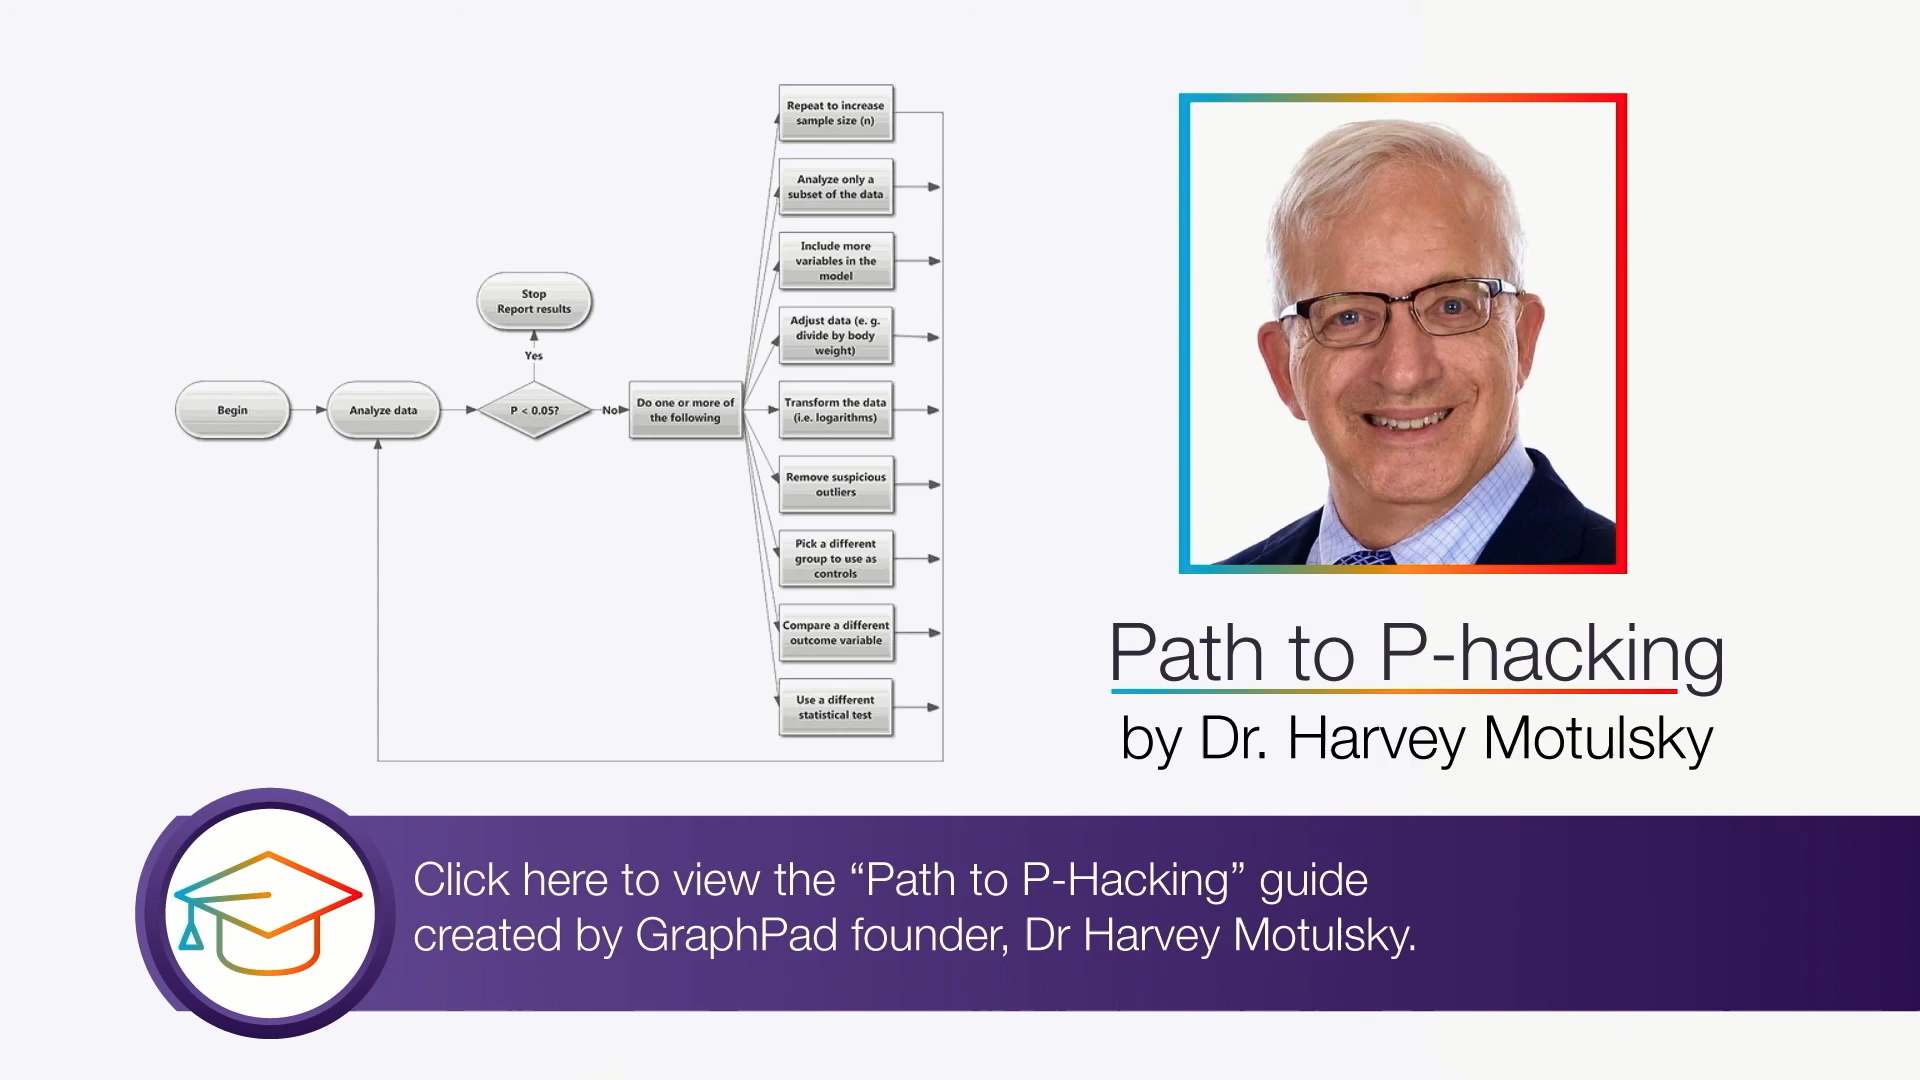 Begin
Analyze data
P < 0.05?
Yes
Stop
Report results
No
Do one or more of
the following
Repeat to increase
sample size (n)
Analyze only a
subset of the data
Include more
variables in the
model
Adjust data (e. g.
divide by body
weight)
Transform the data
(i.e. logarithms)
Remove suspicious
outliers
Pick a different
group to use as
controls
Compare a different
outcome variable
Use a different
statistical test
Path to P-hacking
by Dr. Harvey Motulsky
Click here to view the “Path to P-Hacking” guide
created by GraphPad founder, Dr Harvey Motulsky.